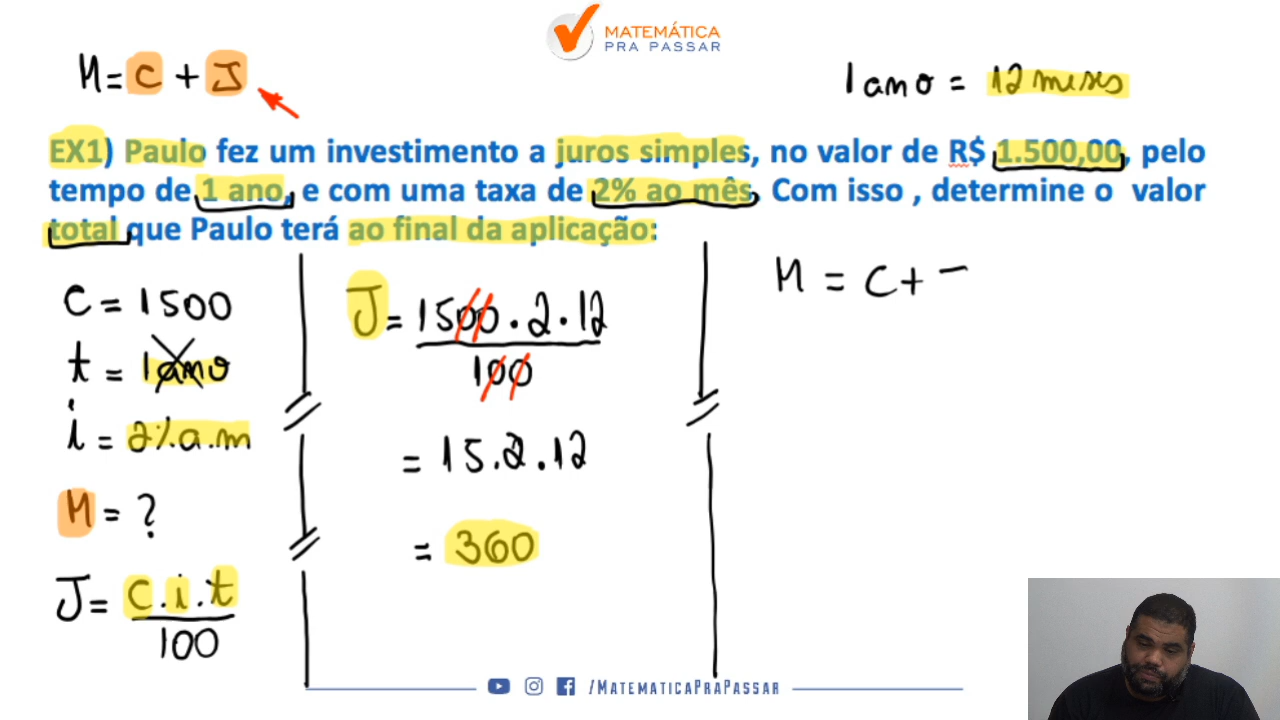 MATEMÁTICA
PRA PASSAR
M = C + J
1 ano = 12 meses
EX1) Paulo fez um investimento a juros simples, no valor de R$ 1.500,00, pelo
tempo de 1 ano, e com uma taxa de 2% ao mês. Com isso , determine o valor
total que Paulo terá ao final da aplicação:
C = 1500
t = 1 ano
i = 2% a.m
M = ?
J = C.i.t
100
J = 1500 . 2 . 12
100
= 15.2.12
= 360
M = C +
/MATEMATICAPRAPASSAR